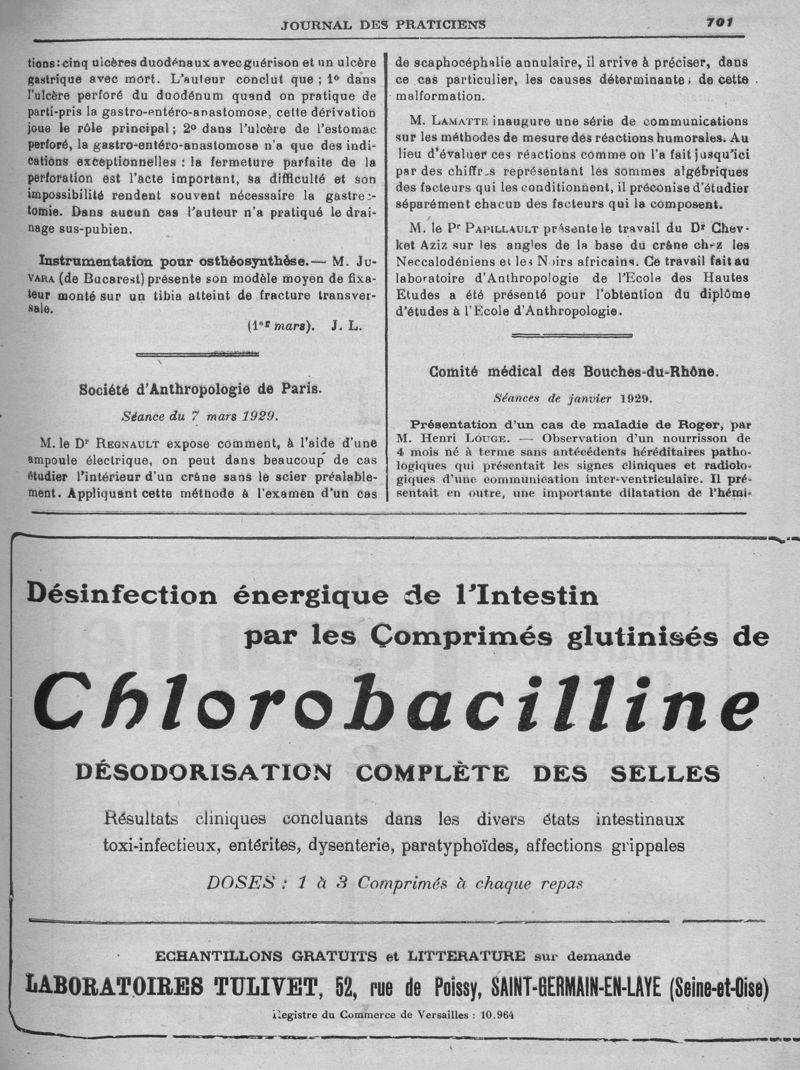 JOURNAL DES PRATICIENS 701
tions: cinq ulcères duodénaux avec guérison et un ulcère
gastrique avec mort. L'auteur conclut que ; 1º dans
l'ulcère perforé du duodénum quand on pratique de
parti-pris la gastro-entéro-anastomose, cette dérivation
joue le rôle principal ; 2º dans l'ulcère de l'estomac
perforé, la gastro-entéro-anastomose n'a que des indi-
cations exceptionnelles : la fermeture parfaite de la
perforation est l'acte important, sa difficulté et son
impossibilité rendent souvent nécessaire la gastrec-
tomie. Dans aucun cas l'auteur n'a pratiqué le drai-
nage sus-pubien.
Instrumentation pour osthéosynthèse. — M. JU-
VARA (de Bucarest) présente son modèle moyen de fixa-
teur monté sur un tibia atteint de fracture transver-
sale.
(1er mars). J. L.
Société d'Anthropologie de Paris.
Séance du 7 mars 1929.
M. le Dr REGNAULT expose comment, à l'aide d'une
ampoule électrique, on peut dans beaucoup de cas
étudier l'intérieur d'un crâne sans le scier préalable-
ment. Appliquant cette méthode à l'examen d'un cas
de scaphocéphalie annulaire, il arrive à préciser, dans
ce cas particulier, les causes déterminante, de cette
malformation.
M. LAMATTE inaugure une série de communications
sur les méthodes de mesure des réactions humorales. Au
lieu d'évaluer ces réactions comme on l'a fait jusqu'ici
par des chiffres représentant les sommes algébriques
des facteurs qui les conditionnent, il préconise d'étudier
séparément chacun des facteurs qui la composent.
M. le Pr PAPILLAULT présente le travail du Dr Chev-
ket Aziz sur les angles de la base du crâne chez les
Neccalodéniens et les Noirs africains. Ce travail fait au
laboratoire d'Anthropologie de l'Ecole des Hautes
Etudes a été présenté pour l'obtention du diplôme
d'études à l'Ecole d'Anthropologie.
Comité médical des Bouches-du-Rhône.
Séances de janvier 1929.
Présentation d'un cas de maladie de Roger, par
M. Henri LOUGE. — Observation d'un nourrisson de
4 mois né à terme sans antécédents héréditaires patho-
logiques qui présentait les signes cliniques et radiolo-
giques d'une communication inter-ventriculaire. Il pré-
sentait en outre, une importante dilatation de l'hémi-
Désinfection énergique de l'Intestin
par les Comprimés glutinisés de
Chlorobacilline
DÉSODORISATION COMPLÈTE DES SELLES
Résultats cliniques concluants dans les divers états intestinaux
toxi-infectieux, entérites, dysenterie, paratyphoïdes, affections grippales
DOSES : 1 à 3 Comprimés à chaque repas
ECHANTILLONS GRATUITS et LITTERATURE sur demande
LABORATOIRES TULIVET, 52, rue de Poissy, SAINT-GERMAIN-EN-LAYE (Seine-et-Oise)
Registre du Commerce de Versailles : 10.964